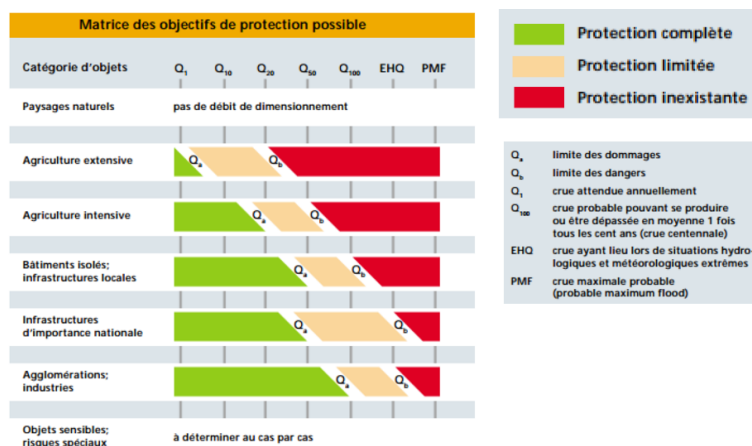 Matrice des objectifs de protection possible
Catégorie d'objets Q1 Q10 Q20 Q50 Q100 EHQ PMF
Paysages naturels pas de débit de dimensionnement
Agriculture extensive Qa Qb
Agriculture intensive Qa Qb
Bâtiments isolés;
infrastructures locales Qa Qb
Infrastructures
d'importance nationale Qa Qb
Agglomérations;
industries Qa Qb
Objets sensibles;
risques spéciaux à déterminer au cas par cas
Protection complète
Protection limitée
Protection inexistante
Qa limite des dommages
Qb limite des dangers
Q1 crue attendue annuellement
Q100 crue probable pouvant se produire
ou être dépassée en moyenne 1 fois
tous les cent ans (crue centennale)
EHQ crue ayant lieu lors de situations hydro-
logiques et météorologiques extrêmes
PMF crue maximale probable
(probable maximum flood)